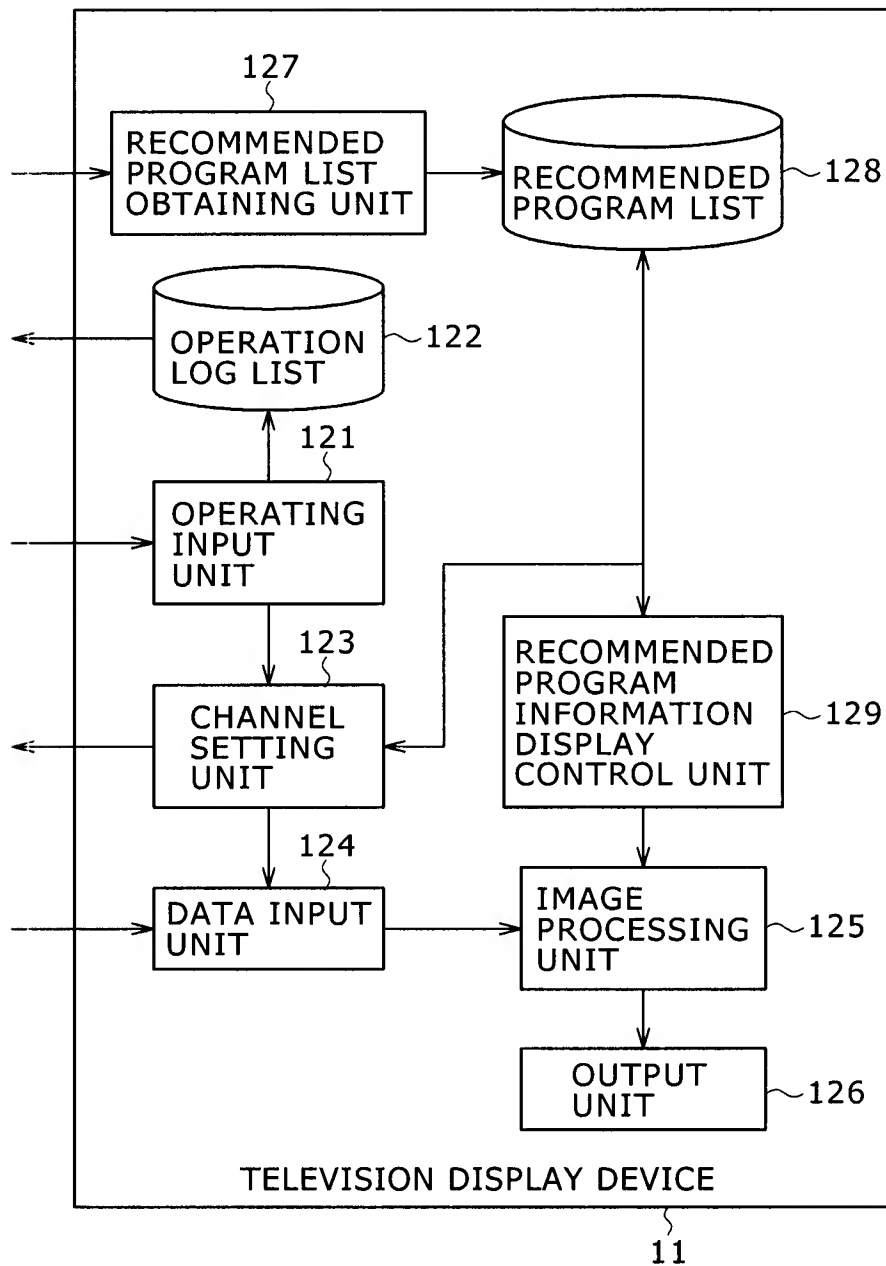 127
RECOMMENDED
PROGRAM LIST
OBTAINING UNIT
RECOMMENDED
PROGRAM LIST
128
OPERATION
LOG LIST
122
121
OPERATING
INPUT
UNIT
123
CHANNEL
SETTING
UNIT
RECOMMENDED
PROGRAM
INFORMATION
DISPLAY
CONTROL UNIT
129
124
DATA INPUT
UNIT
IMAGE
PROCESSING
UNIT
125
OUTPUT
UNIT
126
TELEVISION DISPLAY DEVICE
11